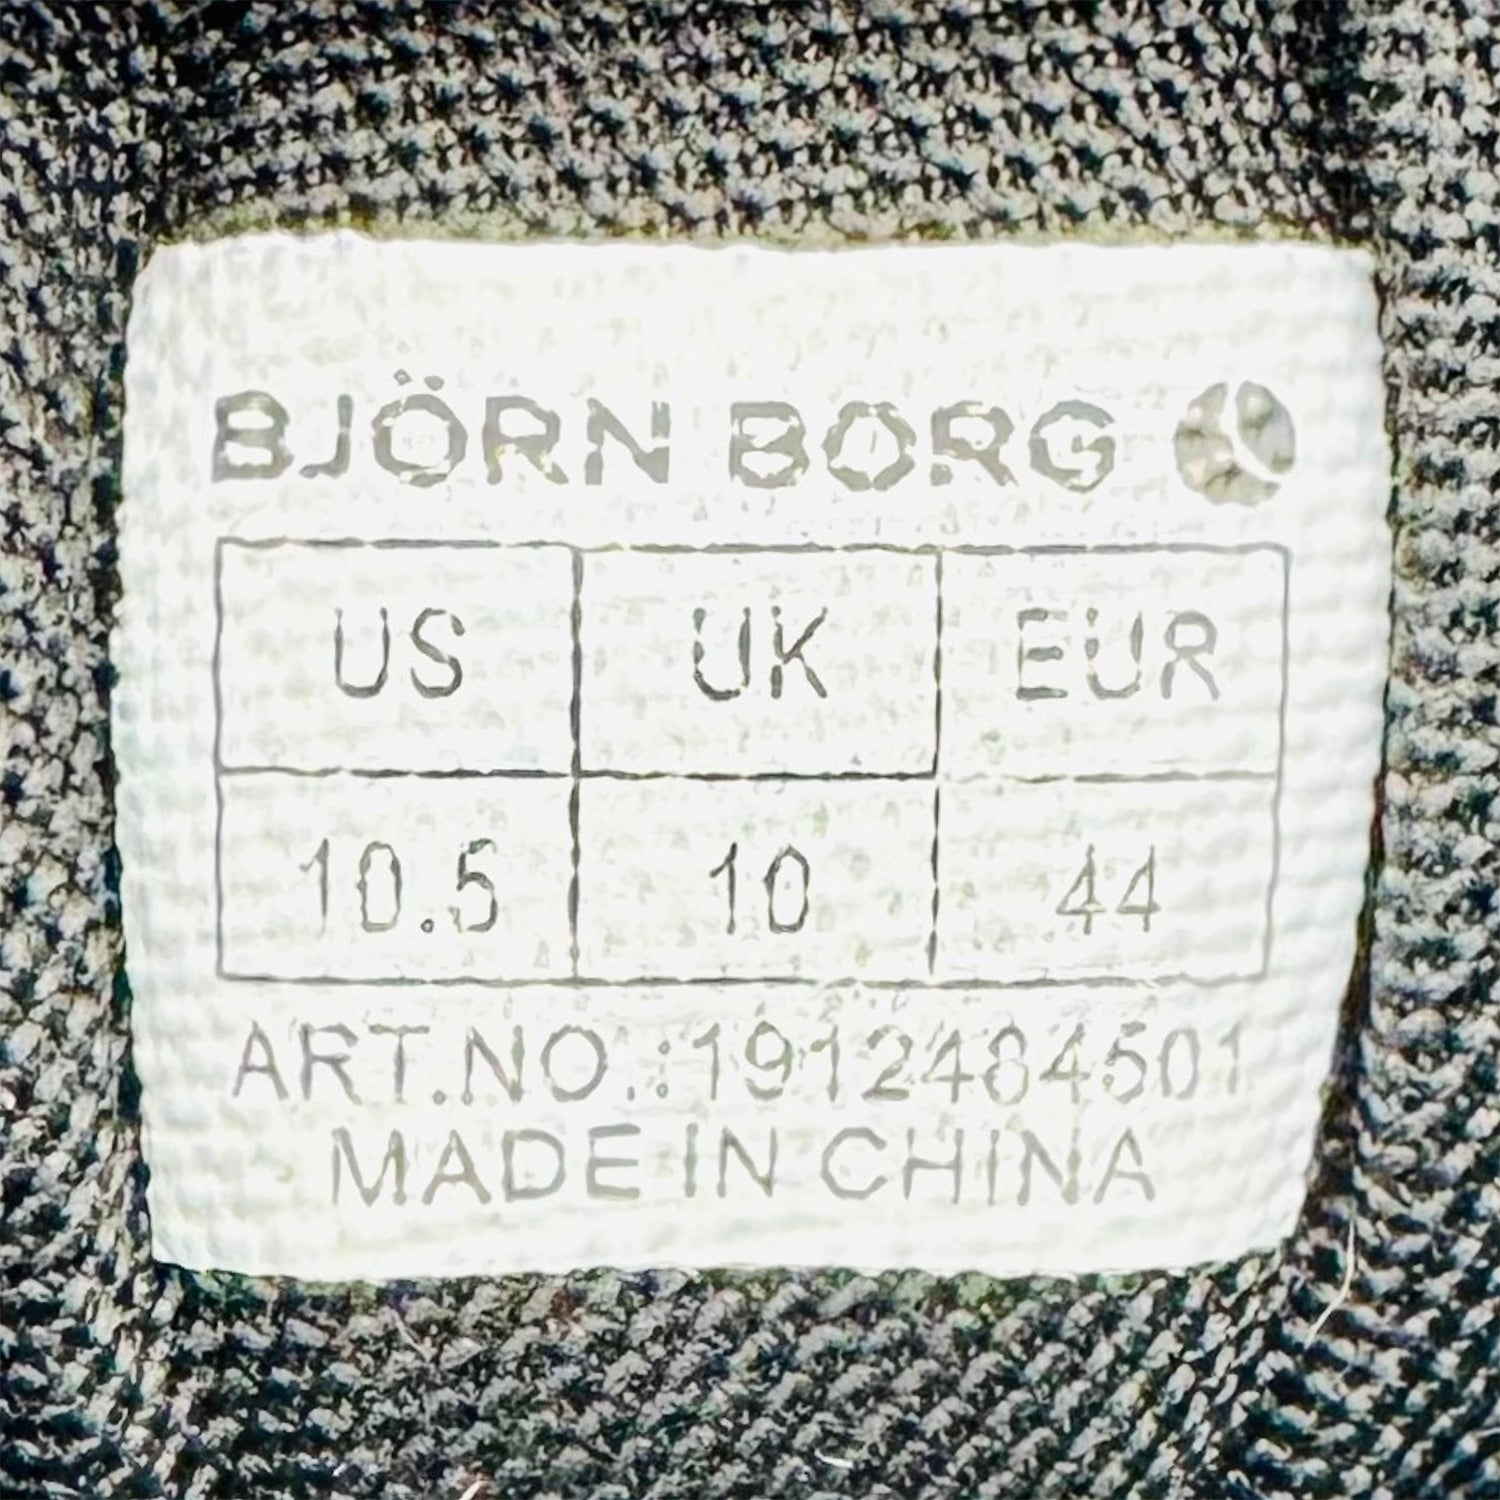 BJÖRN BORG
US UK EUR
10.5 10 44
ART.NO.:1912484501
MADE IN CHINA